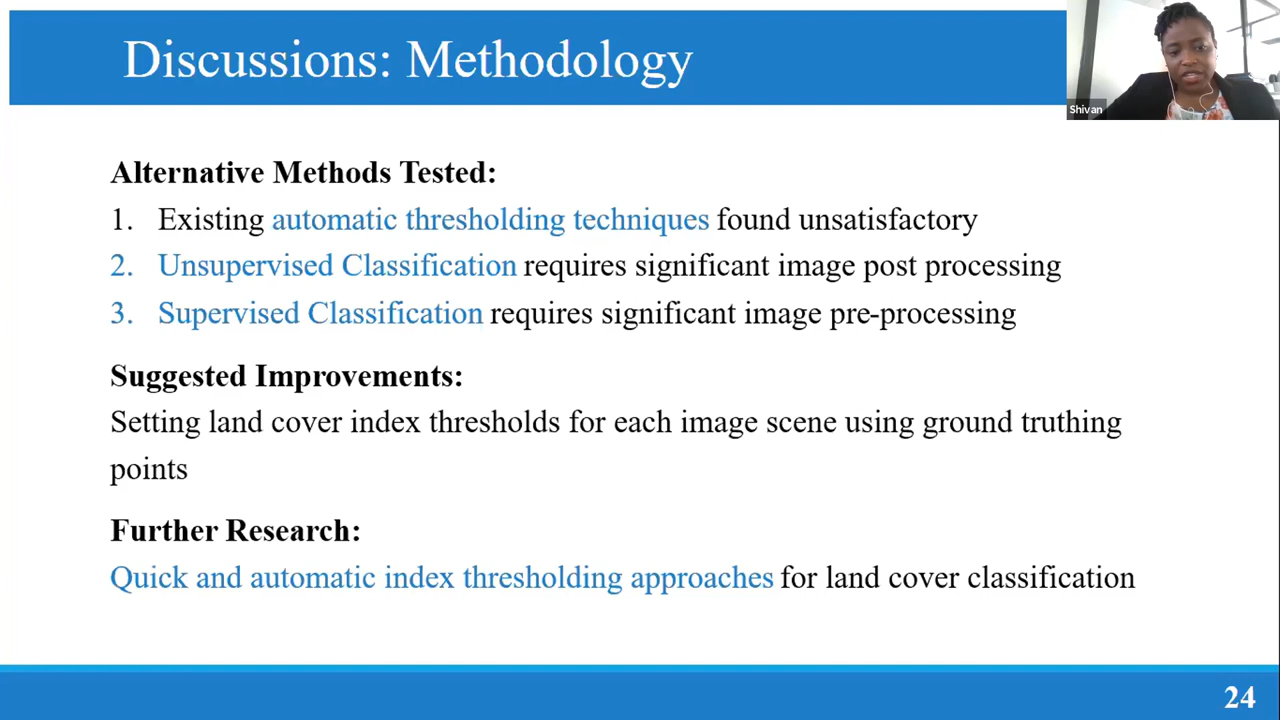 Discussions: Methodology
Shivan
Alternative Methods Tested:
1. Existing automatic thresholding techniques found unsatisfactory
2. Unsupervised Classification requires significant image post processing
3. Supervised Classification requires significant image pre-processing
Suggested Improvements:
Setting land cover index thresholds for each image scene using ground truthing
points
Further Research:
Quick and automatic index thresholding approaches for land cover classification
24